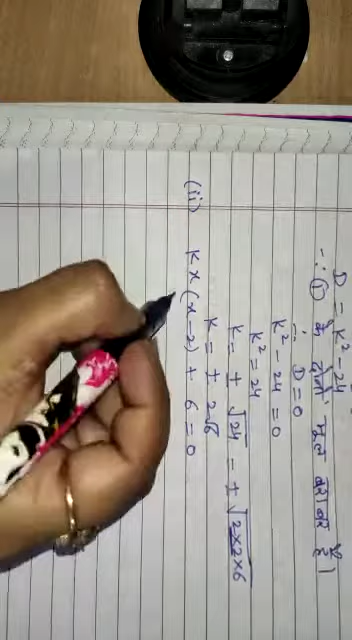 D = k² - 24
∵ ① के दोनों मूल बराबर है।
∴ D = 0
k² - 24 = 0
k² = 24
k = ± √24 = ± √2×2×6
k = ± 2√6
(ii) kx(x-2) + 6 = 0